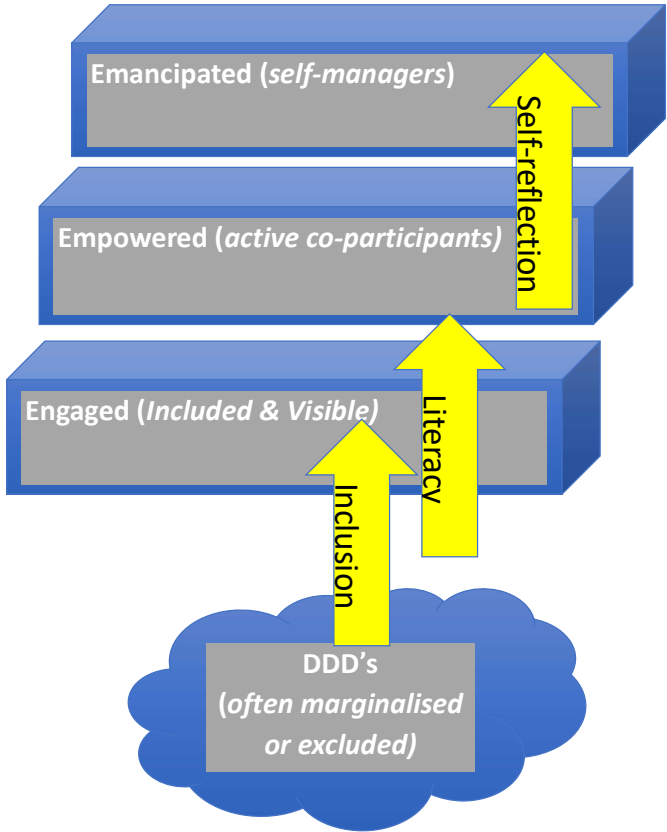 Emancipated (self-managers)
Self-reflection
Empowered (active co-participants)
Literacy
Engaged (Included & Visible)
Inclusion
DDD's
(often marginalised
or excluded)